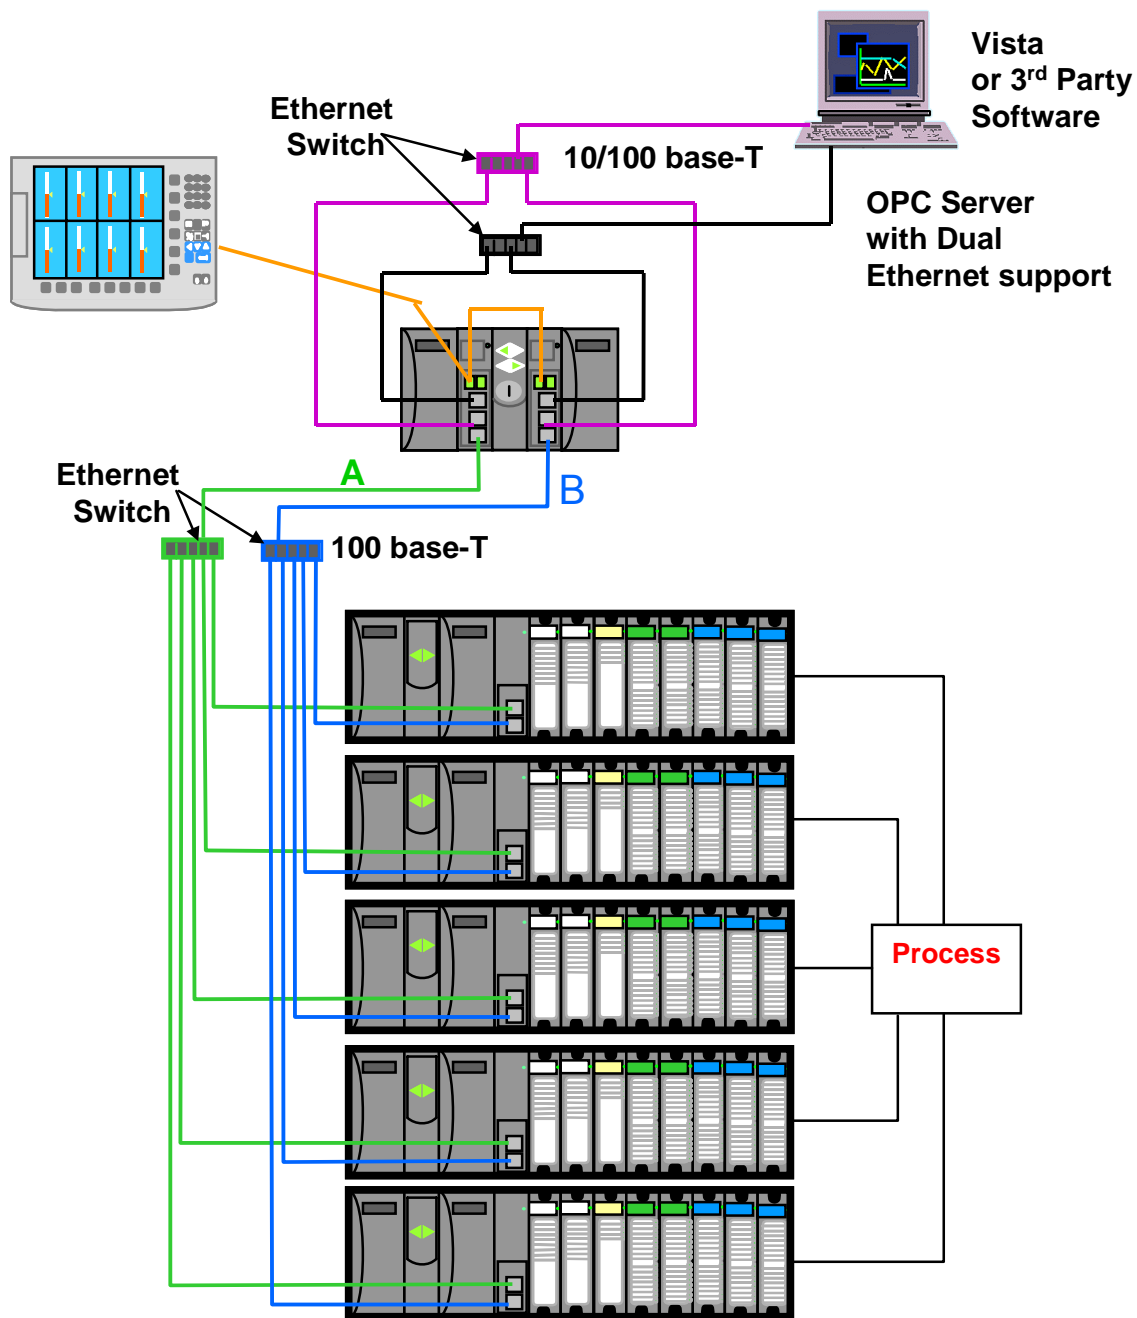 Vista
or 3rd Party
Software
Ethernet
Switch
10/100 base-T
OPC Server
with Dual
Ethernet support
A
B
Ethernet
Switch
100 base-T
Process